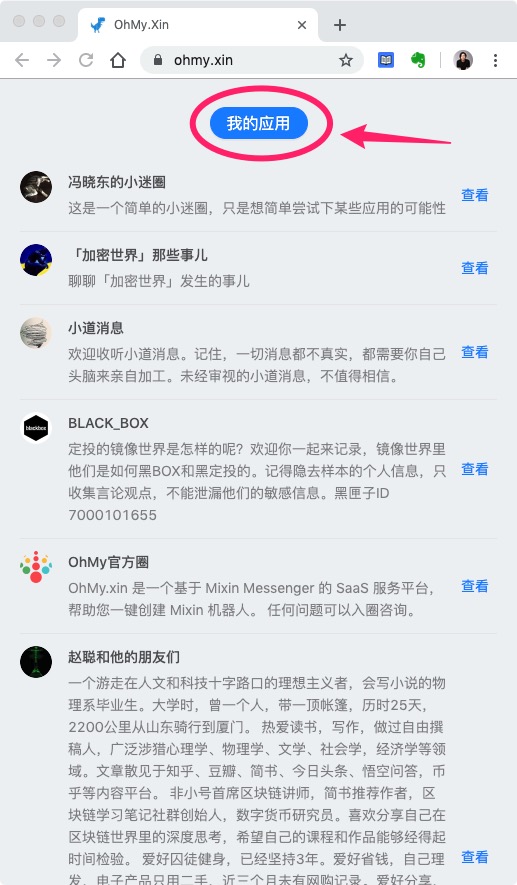 OhMy.Xin
ohmy.xin
我的应用
冯晓东的小迷圈
这是一个简单的小迷圈，只是想简单尝试下某些应用的可能性
查看
「加密世界」那些事儿
聊聊「加密世界」发生的事儿
查看
小道消息
欢迎收听小道消息。记住，一切消息都不真实，都需要你自己
头脑来亲自加工。未经审视的小道消息，不值得相信。
查看
blackbox
BLACK_BOX
定投的镜像世界是怎样的呢？欢迎你一起来记录，镜像世界里
他们是如何黑BOX和黑定投的。记得隐去样本的个人信息，只
收集言论观点，不能泄漏他们的敏感信息。黑匣子ID
7000101655
查看
OhMy官方圈
OhMy.xin 是一个基于 Mixin Messenger 的 SaaS 服务平台，
帮助您一键创建 Mixin 机器人。 任何问题可以入圈咨询。
查看
赵聪和他的朋友们
一个游走在人文和科技十字路口的理想主义者，会写小说的物
理系毕业生。大学时，曾一个人，带一顶帐篷，历时25天，
2200公里从山东骑行到厦门。 热爱读书，写作，做过自由撰
稿人，广泛涉猎心理学、物理学、文学、社会学，经济学等领
域。文章散见于知乎、豆瓣、简书、今日头条、悟空问答，币
乎等内容平台。 非小号首席区块链讲师，简书推荐作者，区
块链学习笔记社群创始人，数字货币研究员。喜欢分享自己在
区块链世界里的深度思考，希望自己的课程和作品能够经得起
时间检验。 爱好囚徒健身，已经坚持3年。爱好省钱，自己理
发，电子产品只用二手，近三个月未有网购记录。爱好分享，
查看